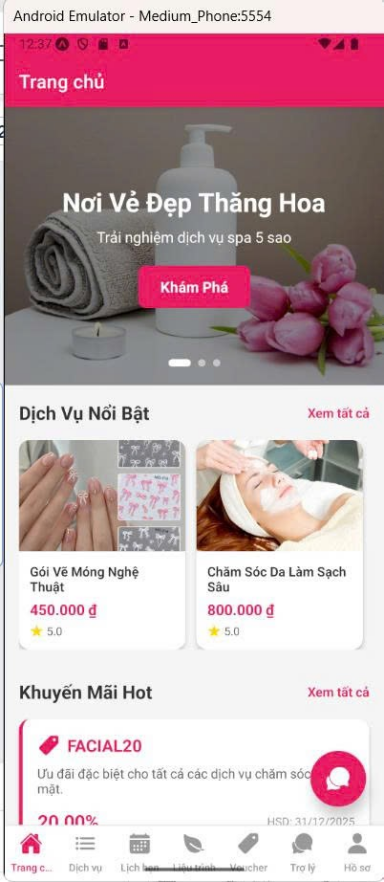 Android Emulator - Medium_Phone:5554
12:37
Trang chủ
Nơi Vẻ Đẹp Thăng Hoa
Trải nghiệm dịch vụ spa 5 sao
Khám Phá
Dịch Vụ Nổi Bật
Xem tất cả
Gói Vẽ Móng Nghệ
Thuật
450.000 ₫
5.0
Chăm Sóc Da Làm Sạch
Sâu
800.000 ₫
5.0
Khuyến Mãi Hot
Xem tất cả
FACIAL20
Ưu đãi đặc biệt cho tất cả các dịch vụ chăm sóc
mặt.
20.00%
HSD: 31/12/2025
Trang c...
Dịch vụ
Lịch hẹn
Liệu trình
Voucher
Trợ lý
Hồ sơ